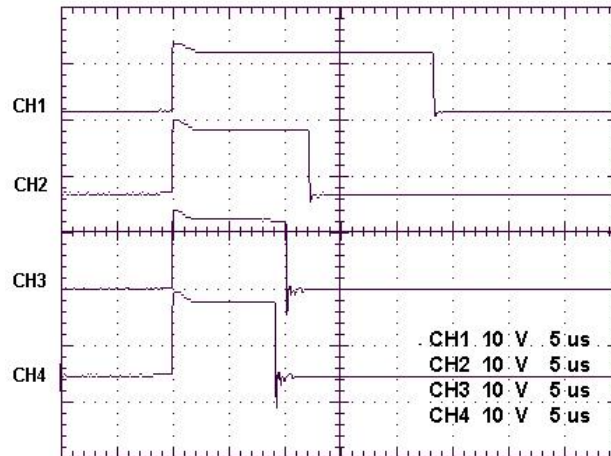 CH1
CH2
CH3
CH4
CH1 10 V 5 us
CH2 10 V 5 us
CH3 10 V 5 us
CH4 10 V 5 us